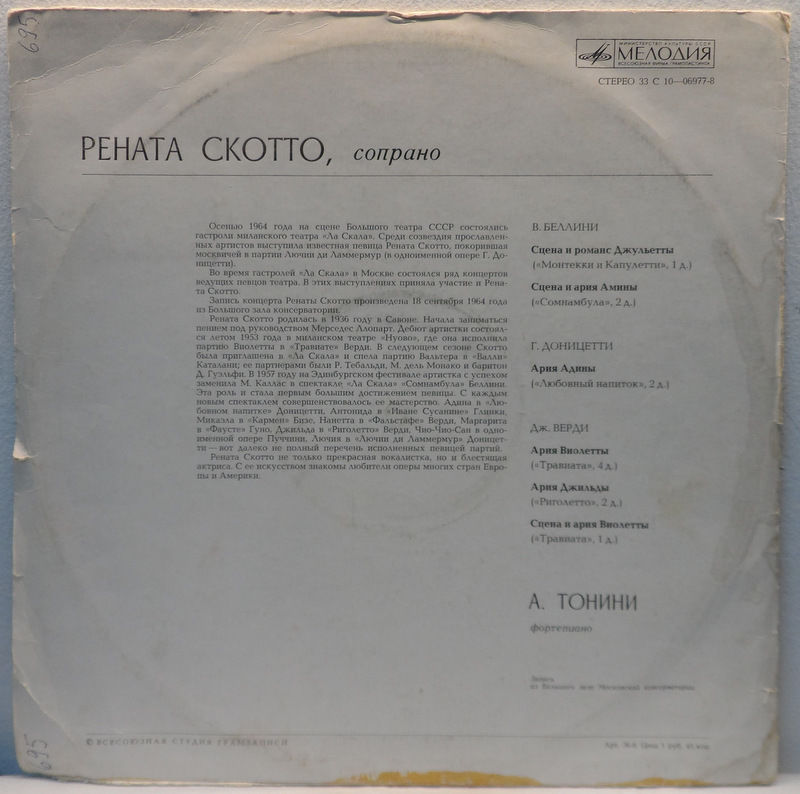 695
МИНИСТЕРСТВО КУЛЬТУРЫ СССР
МЕЛОДИЯ
ВСЕСОЮЗНАЯ ФИРМА ГРАМПЛАСТИНОК
СТЕРЕО 33 С 10—06977-8
РЕНАТА СКОТТО, сопрано
Осенью 1964 года на сцене Большого театра СССР состоялись
гастроли миланского театра «Ла Скала». Среди созвездия прославлен-
ных артистов выступила известная певица Рената Скотто, покорившая
москвичей в партии Лючии ди Ламмермур (в одноименной опере Г. До-
ницетти).
Во время гастролей «Ла Скала» в Москве состоялся ряд концертов
ведущих певцов театра. В этих выступлениях приняла участие и Рена-
та Скотто.
Запись концерта Ренаты Скотто произведена 18 сентября 1964 года
из Большого зала консерватории.
Рената Скотто родилась в 1936 году в Савоне. Начала заниматься
пением под руководством Мерседес Ллопарт. Дебют артистки состоял-
ся летом 1953 года в миланском театре «Нуово», где она исполнила
партию Виолетты в «Травиате» Верди. В следующем сезоне Скотто
была приглашена в «Ла Скала» и спела партию Вальтера в «Валли»
Каталани; ее партнерами были Р. Тебальди, М. дель Монако и баритон
Д. Гуэльфи. В 1957 году на Эдинбургском фестивале артистка с успехом
заменила М. Каллас в спектакле «Ла Скала» «Сомнамбула» Беллини.
Эта роль и стала первым большим достижением певицы. С каждым
новым спектаклем совершенствовалось ее мастерство. Адина в «Лю-
бовном напитке» Доницетти, Антонида в «Иване Сусанине» Глинки,
Микаэла в «Кармен» Бизе, Нанетта в «Фальстафе» Верди, Маргарита
в «Фаусте» Гуно, Джильда в «Риголетто» Верди, Чио-Чио-Сан в одно-
именной опере Пуччини, Лючия в «Лючии ди Ламмермур» Доницет-
ти — вот далеко не полный перечень исполненных певицей партий.
Рената Скотто не только прекрасная вокалистка, но и блестящая
актриса. С ее искусством знакомы любители оперы многих стран Евро-
пы и Америки.
В. БЕЛЛИНИ
Сцена и романс Джульетты
(«Монтекки и Капулетти», 1 д.)
Сцена и ария Амины
(«Сомнамбула», 2 д.)
Г. ДОНИЦЕТТИ
Ария Адины
(«Любовный напиток», 2 д.)
ДЖ. ВЕРДИ
Ария Виолетты
(«Травиата», 4 д.)
Ария Джильды
(«Риголетто», 2 д.)
Сцена и ария Виолетты
(«Травиата», 1 д.)
А. ТОНИНИ
фортепиано
Запись
из Большого зала Московской консерватории
© ВСЕСОЮЗНАЯ СТУДИЯ ГРАМЗАПИСИ
Цена 1 руб.
695